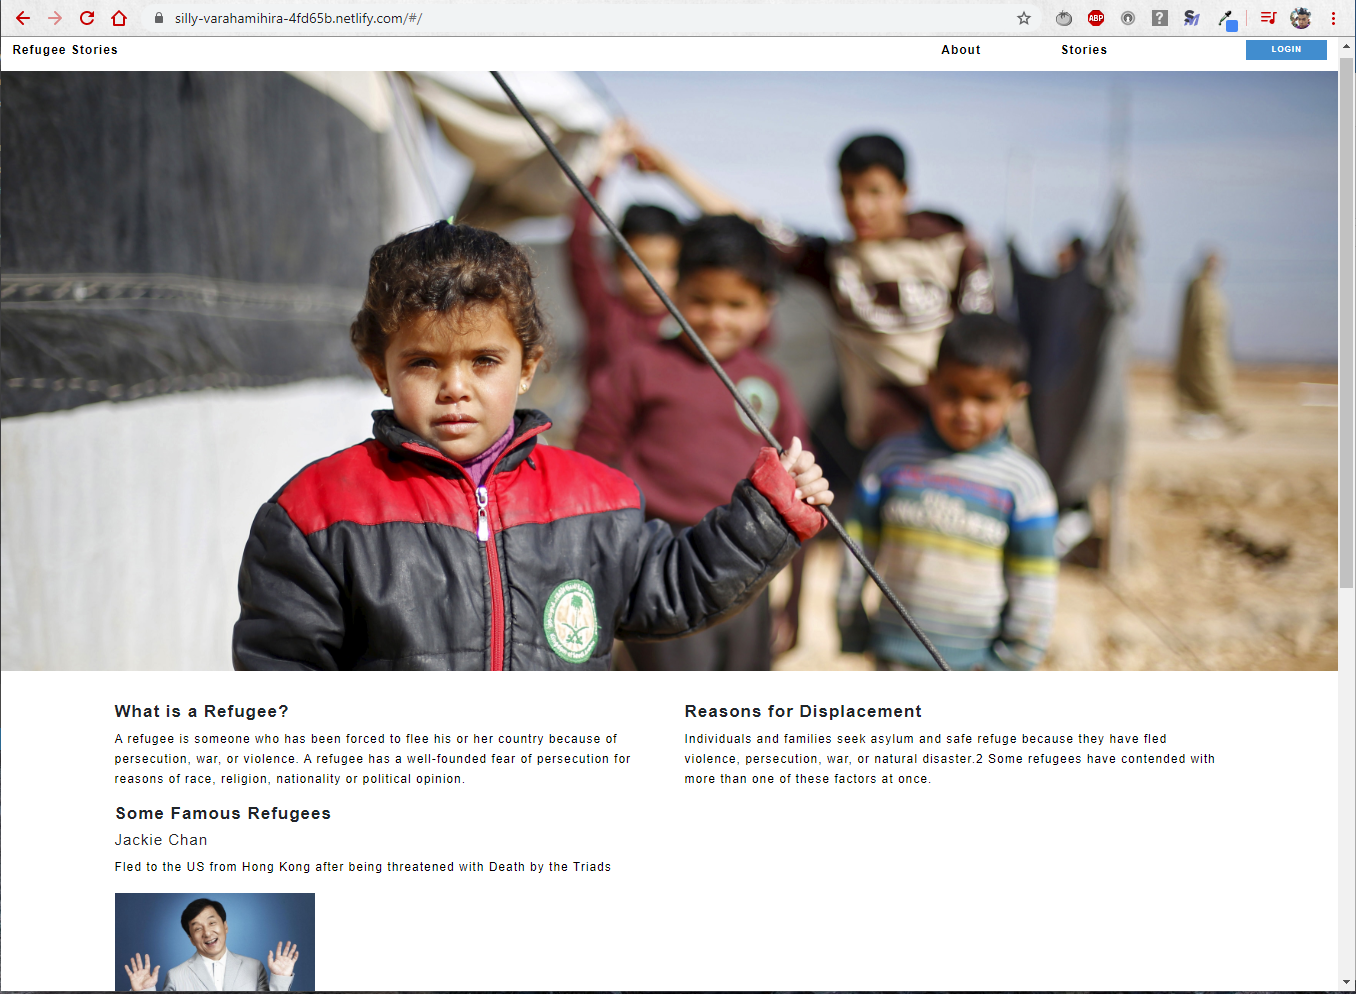 silly-varahamihira-4fd65b.netlify.com/#/
ABP
Refugee Stories
About
Stories
LOGIN
What is a Refugee?
A refugee is someone who has been forced to flee his or her country because of
persecution, war, or violence. A refugee has a well-founded fear of persecution for
reasons of race, religion, nationality or political opinion.
Reasons for Displacement
Individuals and families seek asylum and safe refuge because they have fled
violence, persecution, war, or natural disaster.2 Some refugees have contended with
more than one of these factors at once.
Some Famous Refugees
Jackie Chan
Fled to the US from Hong Kong after being threatened with Death by the Triads